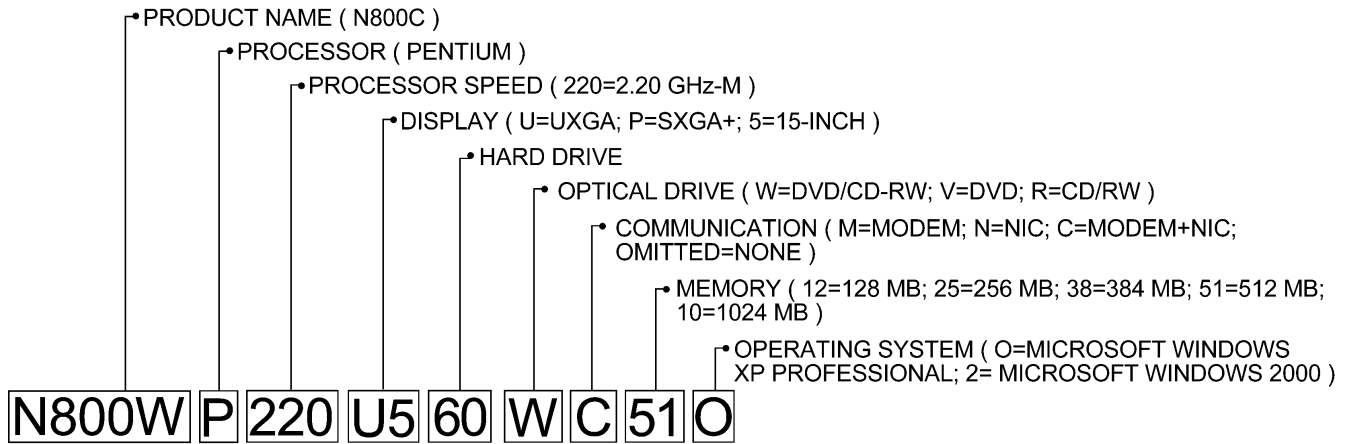 PRODUCT NAME ( N800C )
PROCESSOR ( PENTIUM )
PROCESSOR SPEED ( 220=2.20 GHz-M )
DISPLAY ( U=UXGA; P=SXGA+; 5=15-INCH )
HARD DRIVE
OPTICAL DRIVE ( W=DVD/CD-RW; V=DVD; R=CD/RW )
COMMUNICATION ( M=MODEM; N=NIC; C=MODEM+NIC;
OMITTED=NONE )
MEMORY ( 12=128 MB; 25=256 MB; 38=384 MB; 51=512 MB;
10=1024 MB )
OPERATING SYSTEM ( O=MICROSOFT WINDOWS
XP PROFESSIONAL; 2= MICROSOFT WINDOWS 2000 )
N800W P 220 U5 60 W C 51 O